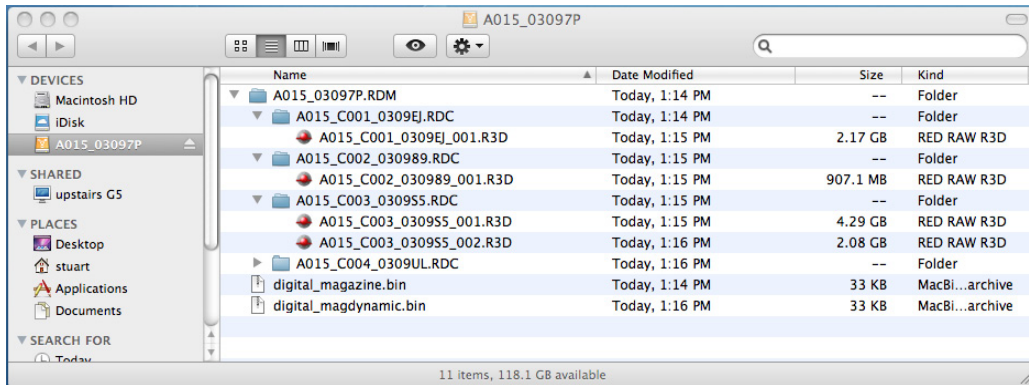 A015_03097P
Name Date Modified Size Kind
DEVICES
Macintosh HD
iDisk
A015_03097P
SHARED
upstairs G5
PLACES
Desktop
stuart
Applications
Documents
SEARCH FOR
Today
A015_03097P.RDM Today, 1:14 PM -- Folder
A015_C001_0309EJ.RDC Today, 1:14 PM -- Folder
A015_C001_0309EJ_001.R3D Today, 1:15 PM 2.17 GB RED RAW R3D
A015_C002_030989.RDC Today, 1:15 PM -- Folder
A015_C002_030989_001.R3D Today, 1:15 PM 907.1 MB RED RAW R3D
A015_C003_0309S5.RDC Today, 1:15 PM -- Folder
A015_C003_0309S5_001.R3D Today, 1:15 PM 4.29 GB RED RAW R3D
A015_C003_0309S5_002.R3D Today, 1:16 PM 2.08 GB RED RAW R3D
A015_C004_0309UL.RDC Today, 1:16 PM -- Folder
digital_magazine.bin Today, 1:14 PM 33 KB MacBi...archive
digital_magdynamic.bin Today, 1:16 PM 33 KB MacBi...archive
11 items, 118.1 GB available